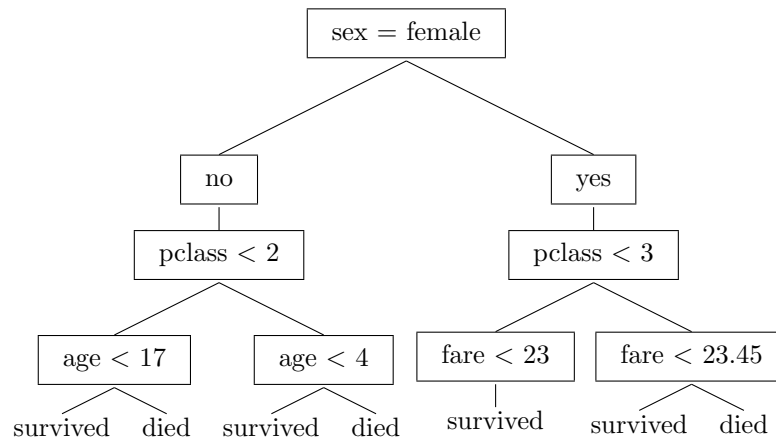 sex = female
no
yes
pclass < 2
pclass < 3
age < 17
age < 4
fare < 23
fare < 23.45
survived
died
survived
died
survived
survived
died